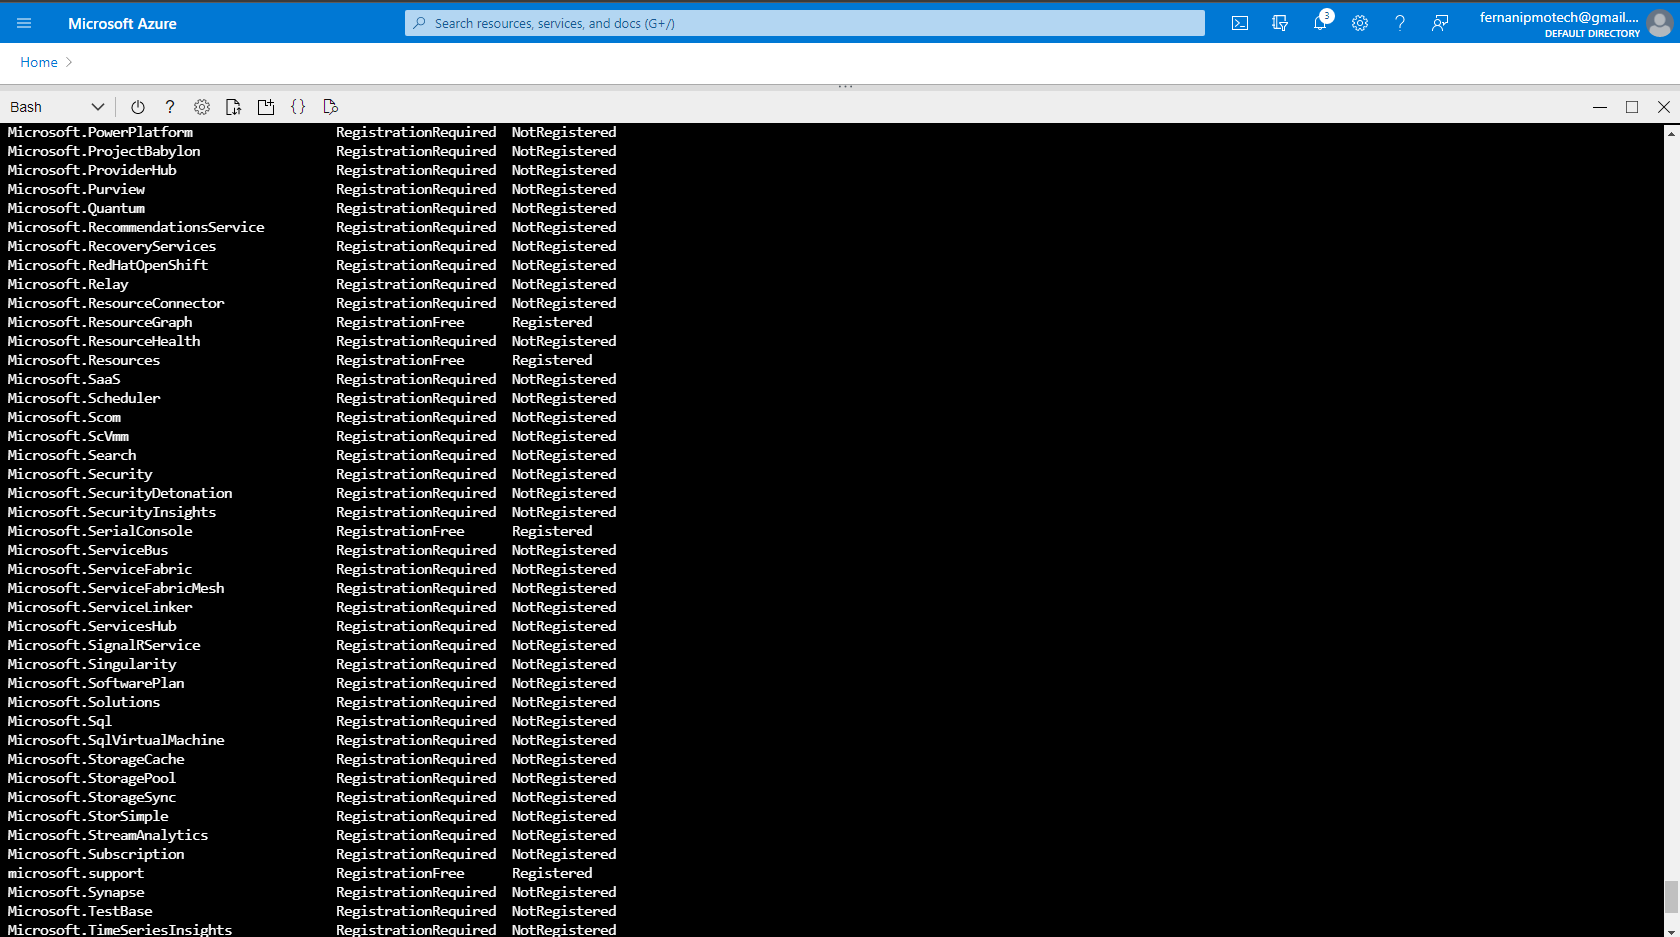 Microsoft Azure
Search resources, services, and docs (G+/)
3
fernanipmotech@gmail....
DEFAULT DIRECTORY
Home
Bash
Microsoft.PowerPlatform RegistrationRequired NotRegistered
Microsoft.ProjectBabylon RegistrationRequired NotRegistered
Microsoft.ProviderHub RegistrationRequired NotRegistered
Microsoft.Purview RegistrationRequired NotRegistered
Microsoft.Quantum RegistrationRequired NotRegistered
Microsoft.RecommendationsService RegistrationRequired NotRegistered
Microsoft.RecoveryServices RegistrationRequired NotRegistered
Microsoft.RedHatOpenShift RegistrationRequired NotRegistered
Microsoft.Relay RegistrationRequired NotRegistered
Microsoft.ResourceConnector RegistrationRequired NotRegistered
Microsoft.ResourceGraph RegistrationFree Registered
Microsoft.ResourceHealth RegistrationRequired NotRegistered
Microsoft.Resources RegistrationFree Registered
Microsoft.SaaS RegistrationRequired NotRegistered
Microsoft.Scheduler RegistrationRequired NotRegistered
Microsoft.Scom RegistrationRequired NotRegistered
Microsoft.ScVmm RegistrationRequired NotRegistered
Microsoft.Search RegistrationRequired NotRegistered
Microsoft.Security RegistrationRequired NotRegistered
Microsoft.SecurityDetonation RegistrationRequired NotRegistered
Microsoft.SecurityInsights RegistrationRequired NotRegistered
Microsoft.SerialConsole RegistrationFree Registered
Microsoft.ServiceBus RegistrationRequired NotRegistered
Microsoft.ServiceFabric RegistrationRequired NotRegistered
Microsoft.ServiceFabricMesh RegistrationRequired NotRegistered
Microsoft.ServiceLinker RegistrationRequired NotRegistered
Microsoft.ServicesHub RegistrationRequired NotRegistered
Microsoft.SignalRService RegistrationRequired NotRegistered
Microsoft.Singularity RegistrationRequired NotRegistered
Microsoft.SoftwarePlan RegistrationRequired NotRegistered
Microsoft.Solutions RegistrationRequired NotRegistered
Microsoft.Sql RegistrationRequired NotRegistered
Microsoft.SqlVirtualMachine RegistrationRequired NotRegistered
Microsoft.StorageCache RegistrationRequired NotRegistered
Microsoft.StoragePool RegistrationRequired NotRegistered
Microsoft.StorageSync RegistrationRequired NotRegistered
Microsoft.StorSimple RegistrationRequired NotRegistered
Microsoft.StreamAnalytics RegistrationRequired NotRegistered
Microsoft.Subscription RegistrationRequired NotRegistered
microsoft.support RegistrationFree Registered
Microsoft.Synapse RegistrationRequired NotRegistered
Microsoft.TestBase RegistrationRequired NotRegistered
Microsoft.TimeSeriesInsights RegistrationRequired NotRegistered